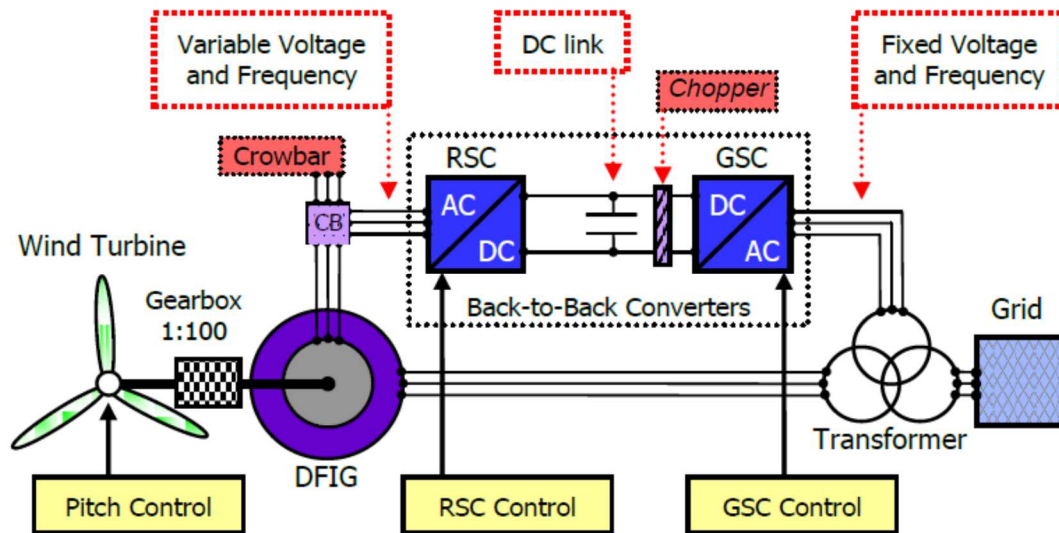 Variable Voltage
and Frequency
DC link
Fixed Voltage
and Frequency
Chopper
Crowbar
RSC
GSC
CB
AC
DC
DC
AC
Wind Turbine
Gearbox
1:100
Back-to-Back Converters
Grid
Transformer
DFIG
Pitch Control
RSC Control
GSC Control